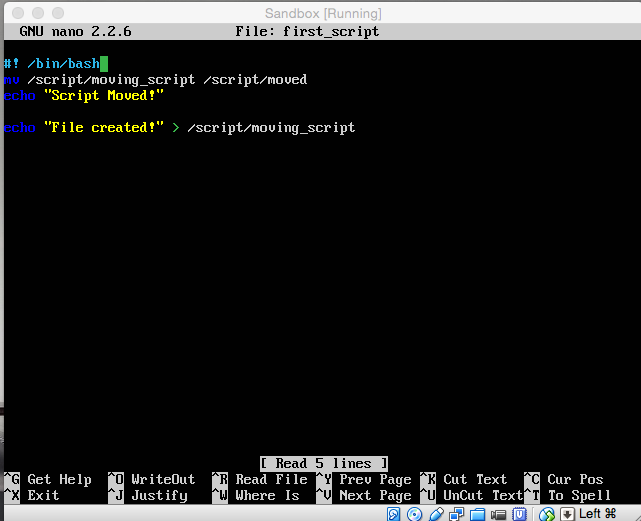 Sandbox [Running]
GNU nano 2.2.6 File: first_script
#! /bin/bash
mv /script/moving_script /script/moved
echo "Script Moved!"
echo "File created!" > /script/moving_script
[ Read 5 lines ]
^G Get Help ^O WriteOut ^R Read File ^Y Prev Page ^K Cut Text ^C Cur Pos
^X Exit ^J Justify ^W Where Is ^V Next Page ^U UnCut Text ^T To Spell
Left ⌘